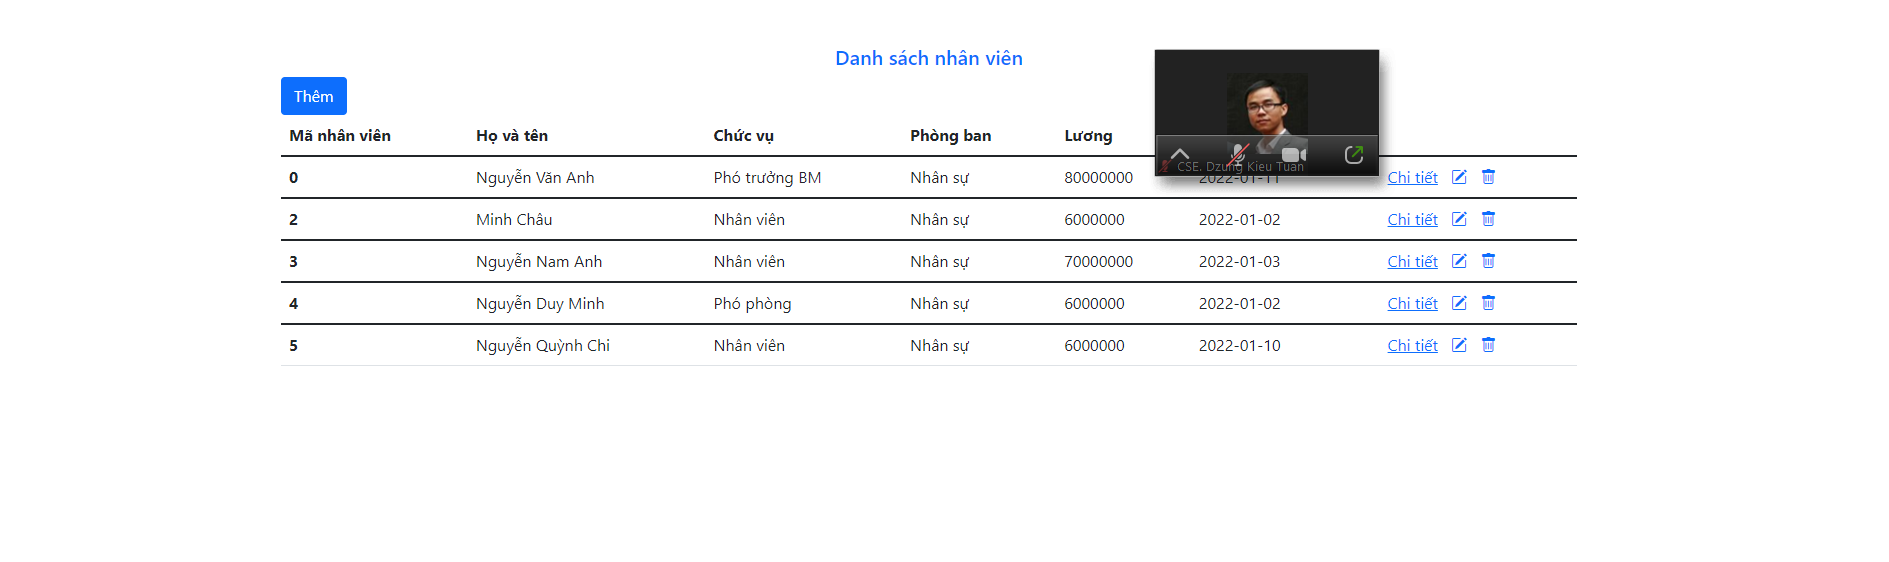 Danh sách nhân viên
Thêm
Mã nhân viên Họ và tên Chức vụ Phòng ban Lương
CSE. Dzung Kieu Tuan
0 Nguyễn Văn Anh Phó trưởng BM Nhân sự 80000000 2022-01-11 Chi tiết
2 Minh Châu Nhân viên Nhân sự 6000000 2022-01-02 Chi tiết
3 Nguyễn Nam Anh Nhân viên Nhân sự 70000000 2022-01-03 Chi tiết
4 Nguyễn Duy Minh Phó phòng Nhân sự 6000000 2022-01-02 Chi tiết
5 Nguyễn Quỳnh Chi Nhân viên Nhân sự 6000000 2022-01-10 Chi tiết